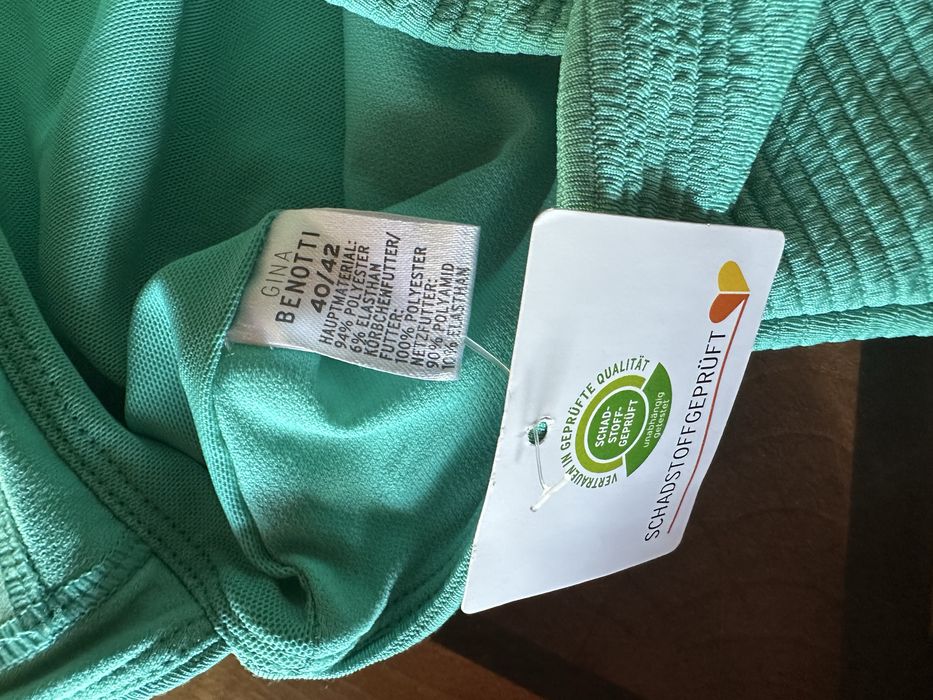 GINA
BENOTTI
40/42
HAUPTMATERIAL:
94% POLYESTER
6% ELASTHAN
KÖRBCHENFUTTER/
FUTTER:
100% POLYESTER
NETZFUTTER:
90% POLYAMID
10% ELASTHAN
VERTRAUEN IN GEPRÜFTE QUALITÄT
SCHAD-
STOFF-
GEPRÜFT
unabhängig
getestet
SCHADSTOFFGEPRÜFT